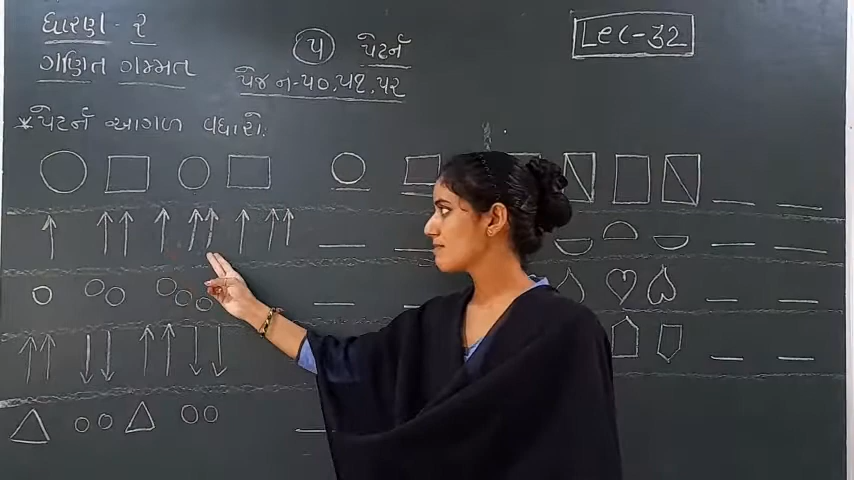 ધોરણ - ૨
ગણિત ગમ્મત
૫ પેટર્ન
પેજ નં-૫૦,૫૧,૫૨
Lec-32
* પેટર્ન આગળ વધારો.